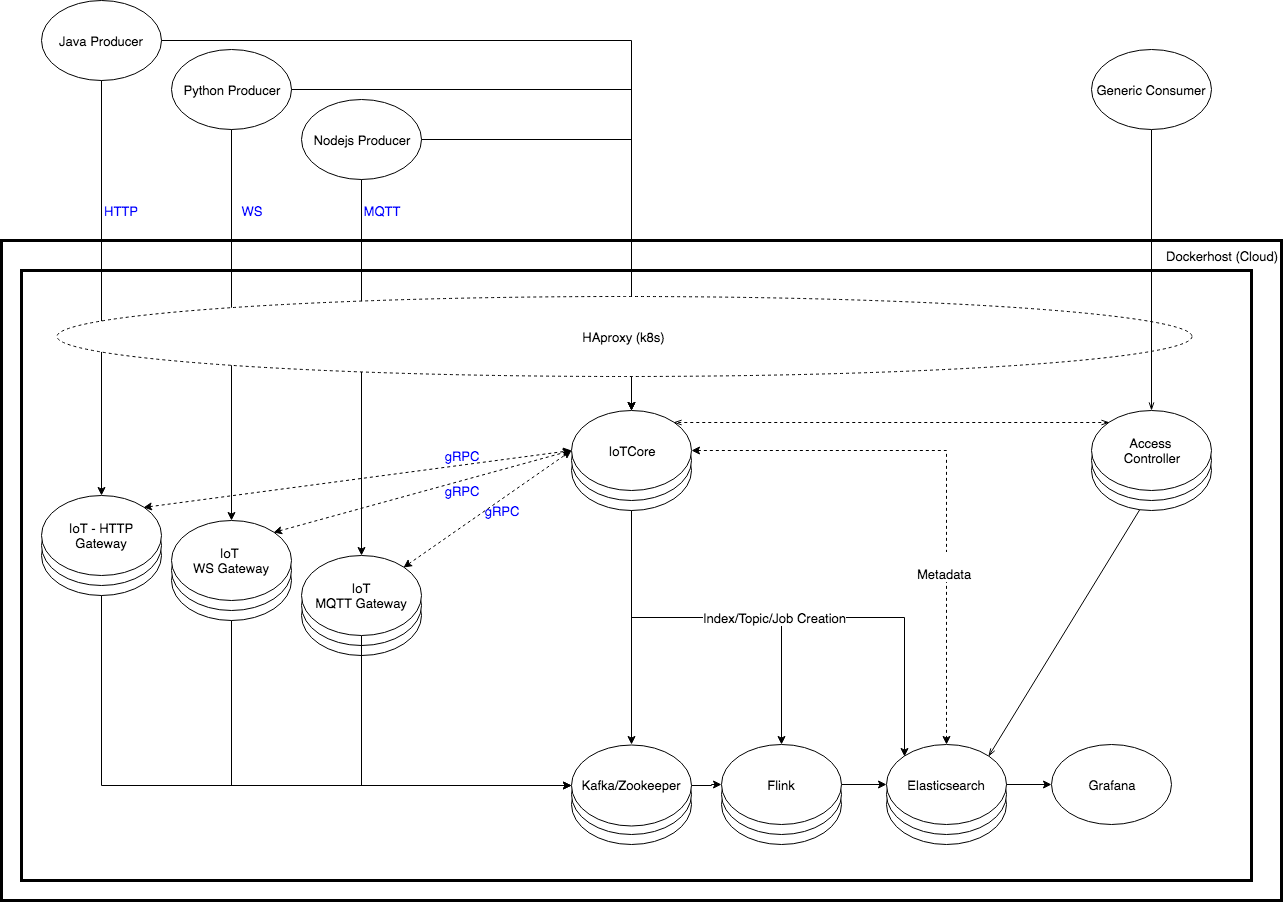 Java Producer
Python Producer
Generic Consumer
Nodejs Producer
HTTP
WS
MQTT
Dockerhost (Cloud)
HAproxy (k8s)
IoTCore
Access
Controller
gRPC
gRPC
gRPC
IoT - HTTP
Gateway
IoT
WS Gateway
IoT
MQTT Gateway
Metadata
Index/Topic/Job Creation
Kafka/Zookeeper
Flink
Elasticsearch
Grafana